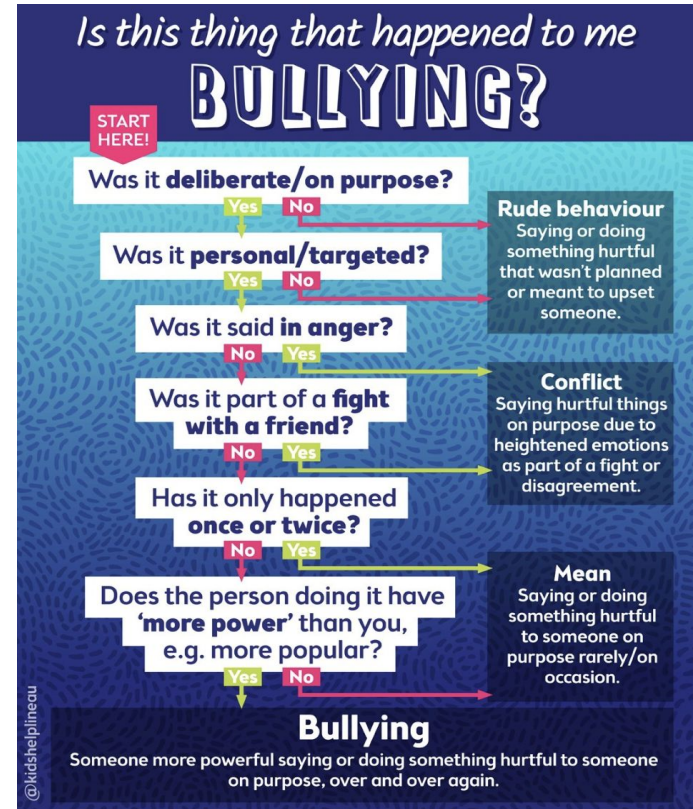 Is this thing that happened to me
BULLYING?
START
HERE!
Was it deliberate/on purpose?
Yes No
Was it personal/targeted?
Yes No
Rude behaviour
Saying or doing
something hurtful
that wasn't planned
or meant to upset
someone.
Was it said in anger?
No Yes
Was it part of a fight
with a friend?
No Yes
Conflict
Saying hurtful things
on purpose due to
heightened emotions
as part of a fight or
disagreement.
Has it only happened
once or twice?
No Yes
Does the person doing it have
'more power' than you,
e.g. more popular?
Yes No
Mean
Saying or doing
something hurtful
to someone on
purpose rarely/on
occasion.
Bullying
Someone more powerful saying or doing something hurtful to someone
on purpose, over and over again.
@kidshelplineau